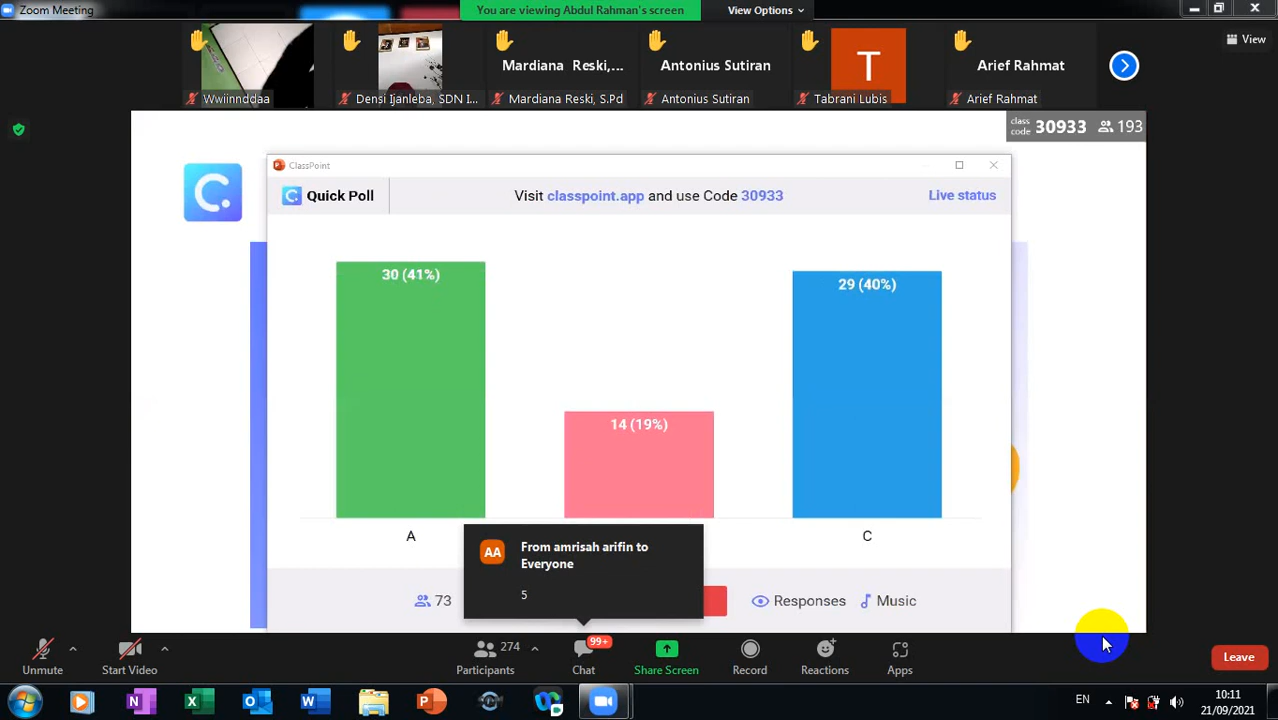 Zoom Meeting
You are viewing Abdul Rahman's screen
View Options
Mardiana Reski,...
Antonius Sutiran
T
Arief Rahmat
View
Wwiinnddaa
Densi Ijanleba, SDN I...
Mardiana Reski, S.Pd
Antonius Sutiran
Tabrani Lubis
Arief Rahmat
class code 30933 193
C.
ClassPoint
C. Quick Poll
Visit classpoint.app and use Code 30933
Live status
30 (41%)
29 (40%)
14 (19%)
A
C
AA
From amrisah arifin to
Everyone
5
73
Responses
Music
Unmute
Start Video
274
Participants
99+
Chat
Share Screen
Record
Reactions
Apps
Leave
N
X
O
W
P
EN
10:11
21/09/2021